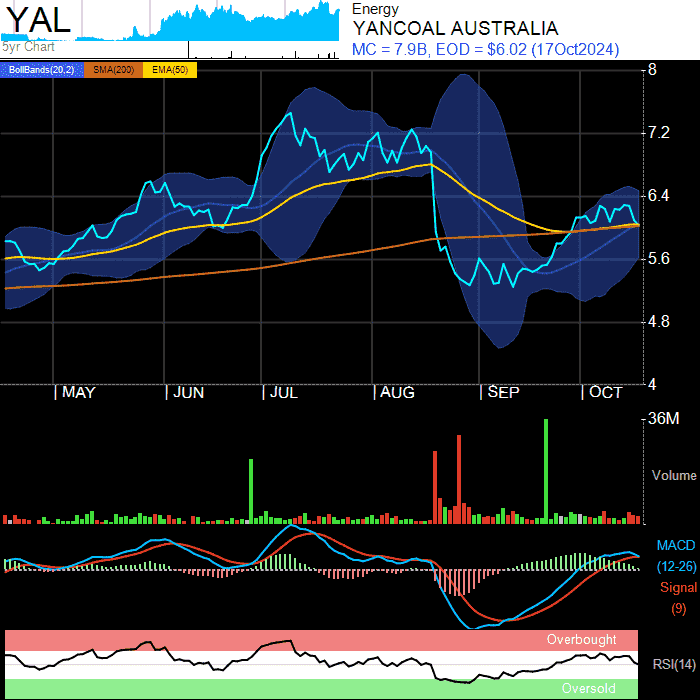 YAL
Energy
YANCOAL AUSTRALIA
5yr Chart
MC = 7.9B, EOD = $6.02 (17Oct2024)
BollBands(20,2) SMA(200) EMA(50)
8
7.2
6.4
5.6
4.8
4
MAY JUN JUL AUG SEP OCT
36M
Volume
MACD
(12-26)
Signal
(9)
Overbought
RSI(14)
Oversold